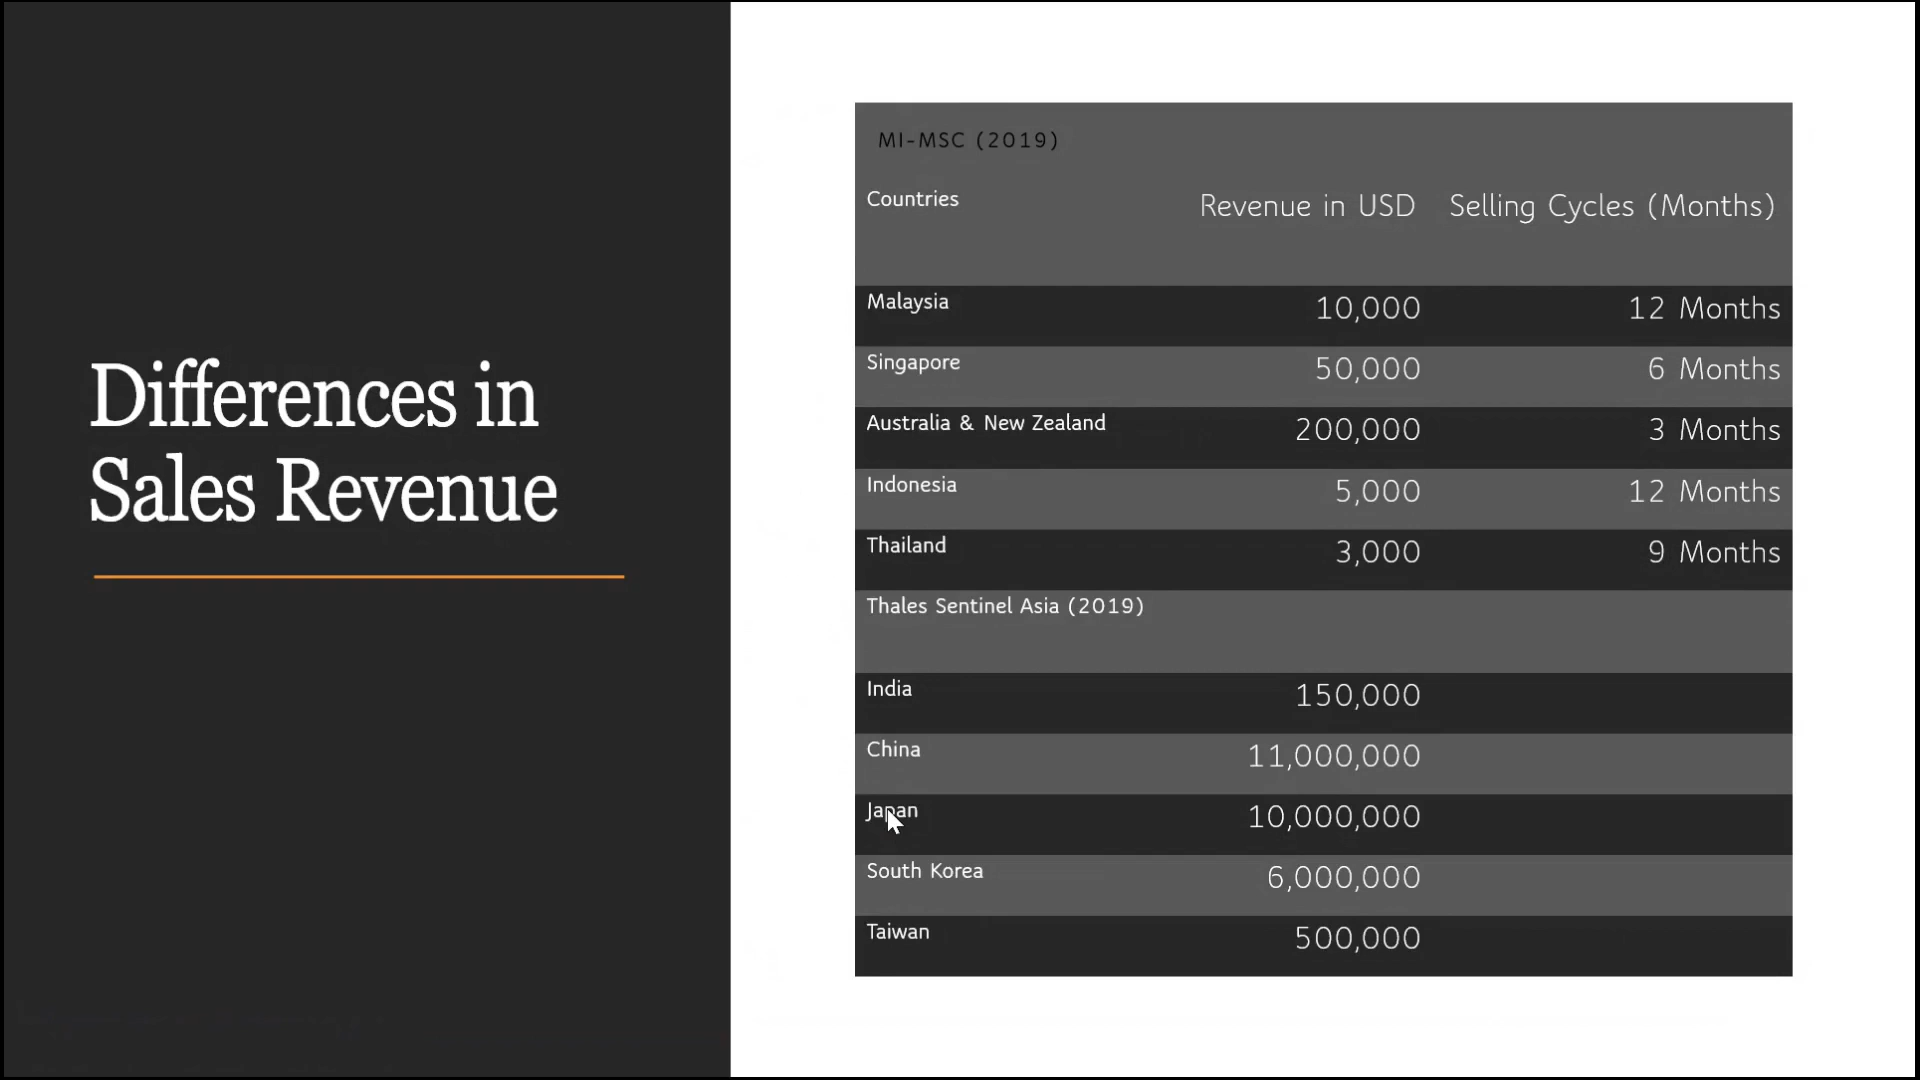 Differences in
Sales Revenue
MI-MSC (2019)
Countries Revenue in USD Selling Cycles (Months)
Malaysia 10,000 12 Months
Singapore 50,000 6 Months
Australia & New Zealand 200,000 3 Months
Indonesia 5,000 12 Months
Thailand 3,000 9 Months
Thales Sentinel Asia (2019)
India 150,000
China 11,000,000
Japan 10,000,000
South Korea 6,000,000
Taiwan 500,000